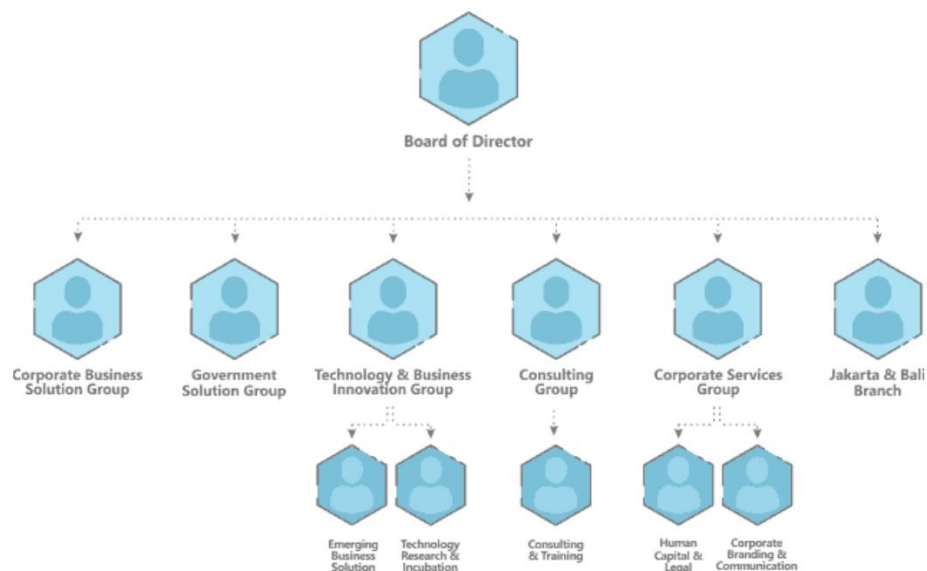 Board of Director
Corporate Business
Solution Group
Government
Solution Group
Technology & Business
Innovation Group
Consulting
Group
Corporate Services
Group
Jakarta & Bali
Branch
Emerging
Business
Solution
Technology
Research &
Incubation
Consulting
& Training
Human
Capital &
Legal
Corporate
Branding &
Communication